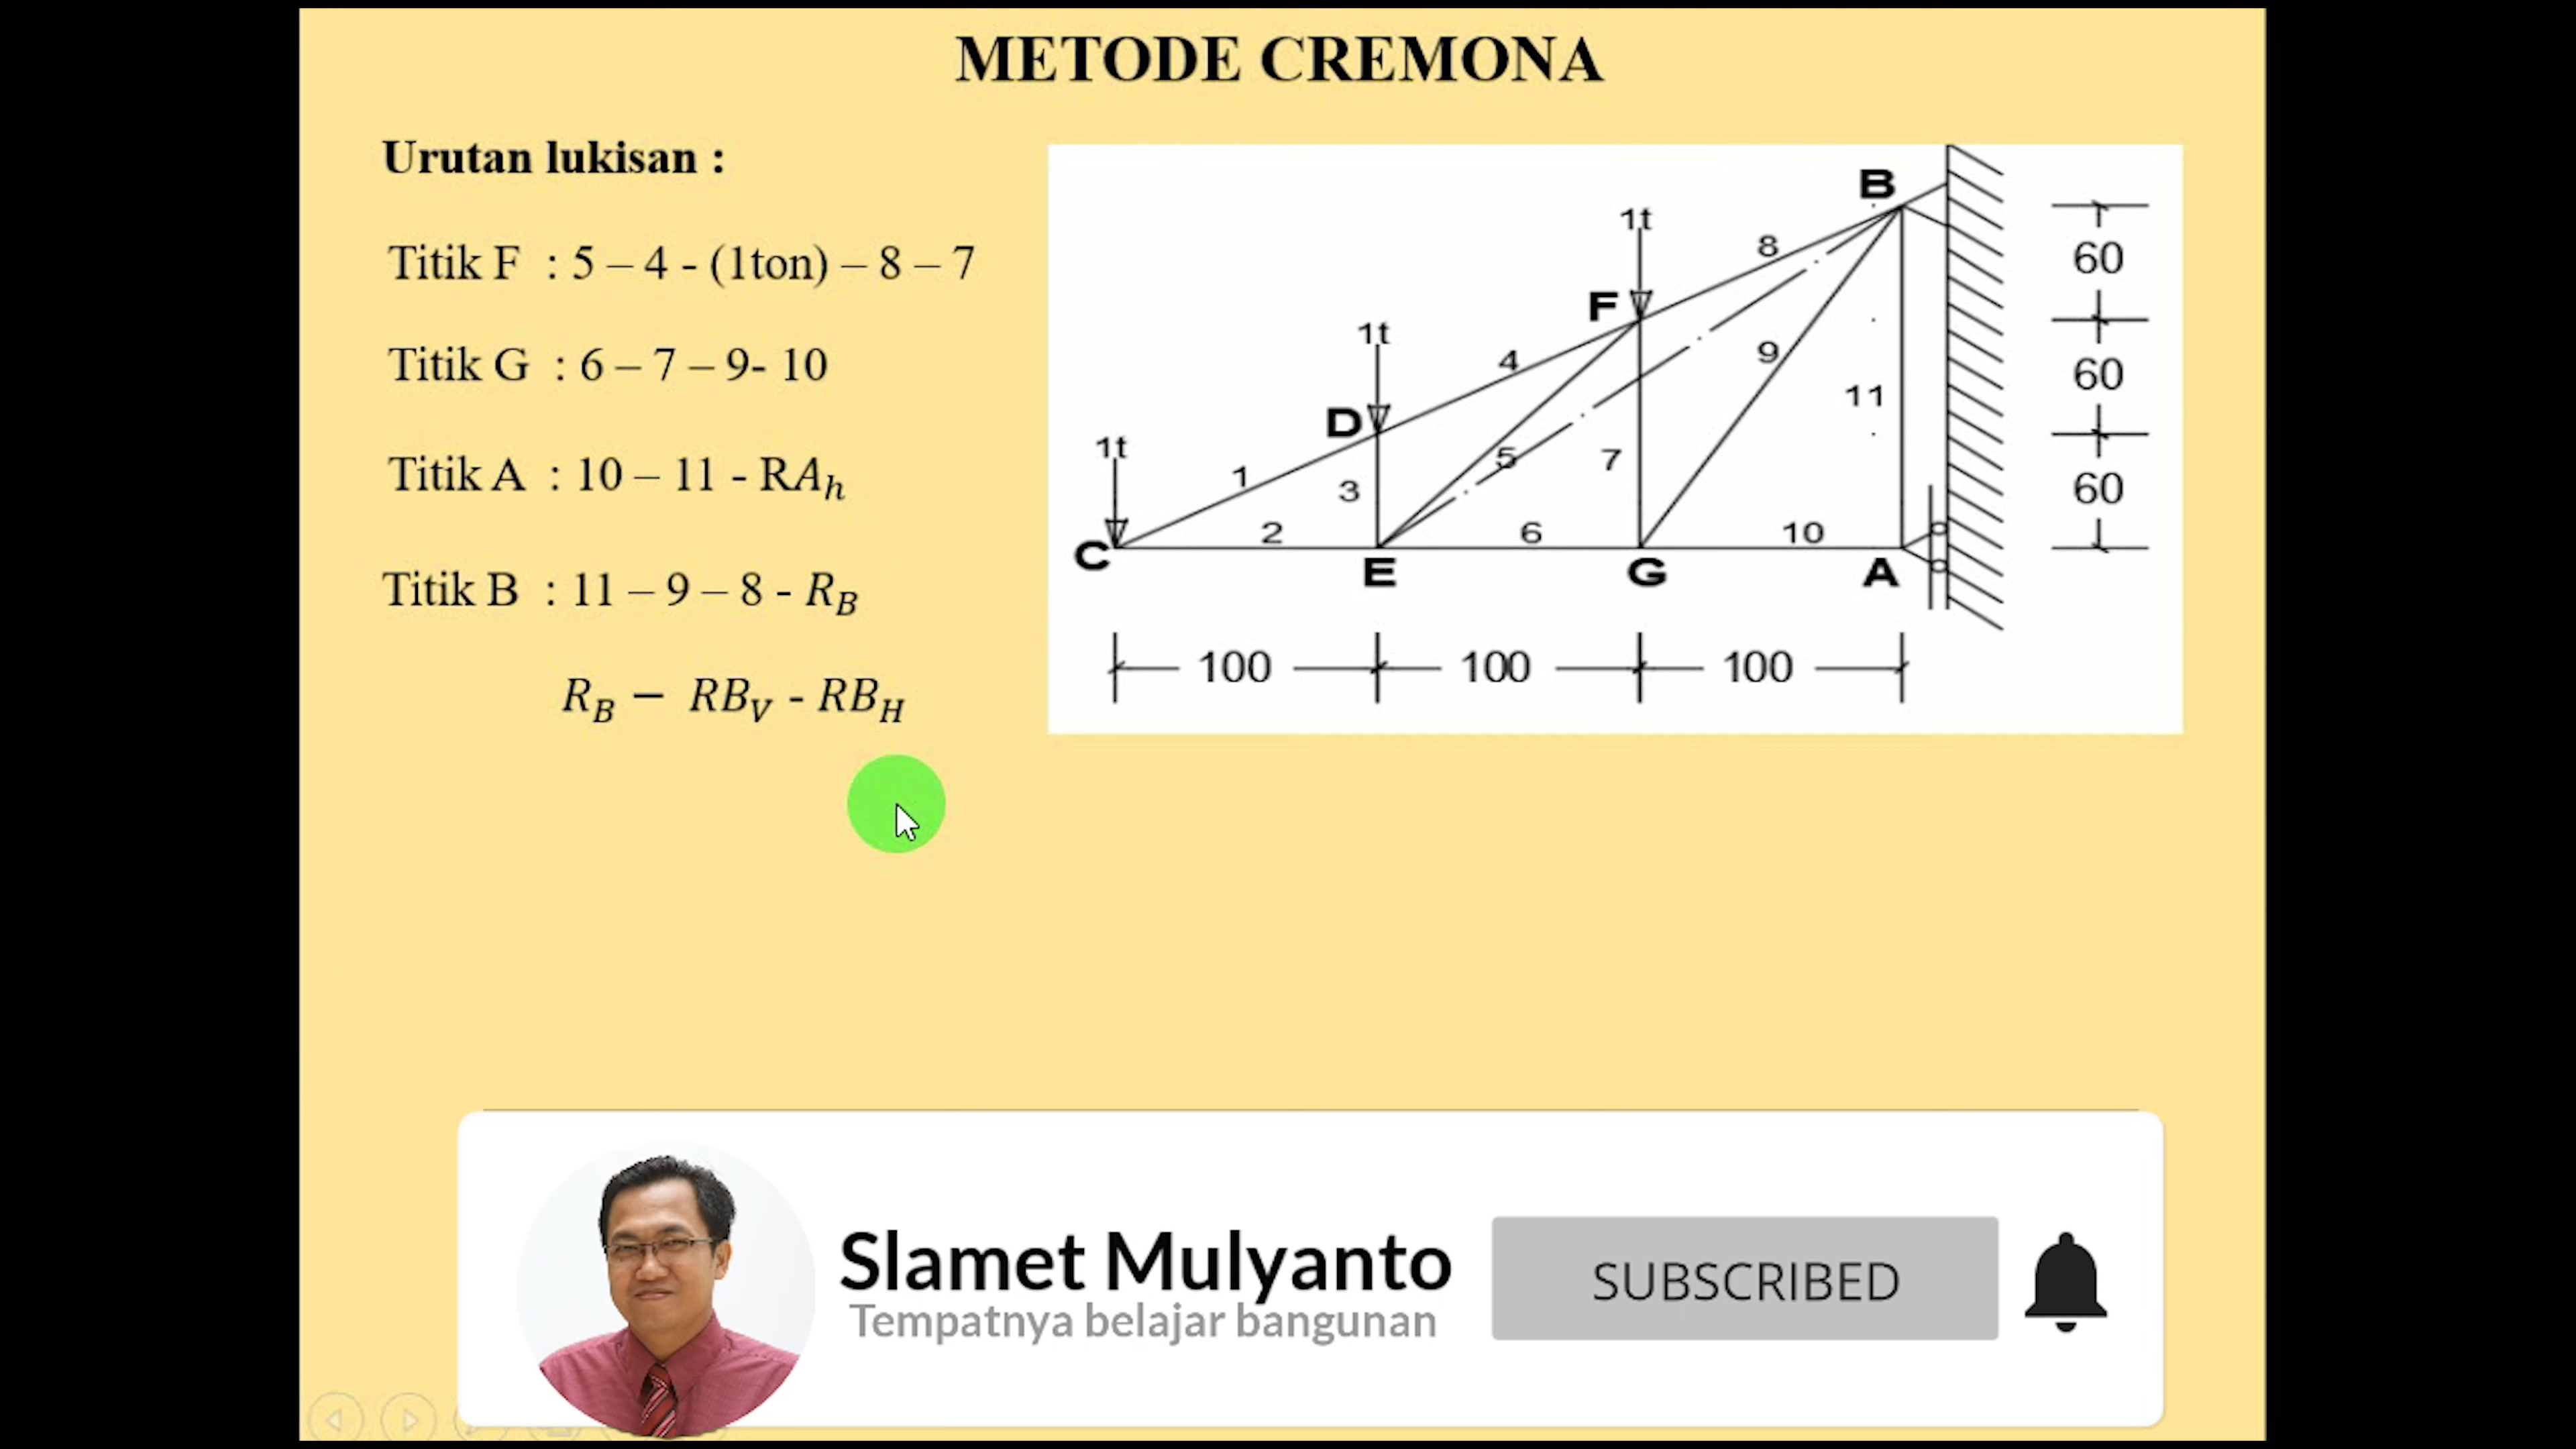 METODE CREMONA
Urutan lukisan :
Titik F : 5 – 4 - (1ton) – 8 – 7
Titik G : 6 – 7 – 9- 10
Titik A : 10 – 11 - RA_h
Titik B : 11 – 9 – 8 - R_B
R_B – RB_V - RB_H
B
1t
8
60
F
1t
4
9
60
D
11
1t
5
7
1
3
60
2
6
10
C
E
G
A
100
100
100
Slamet Mulyanto
Tempatnya belajar bangunan
SUBSCRIBED